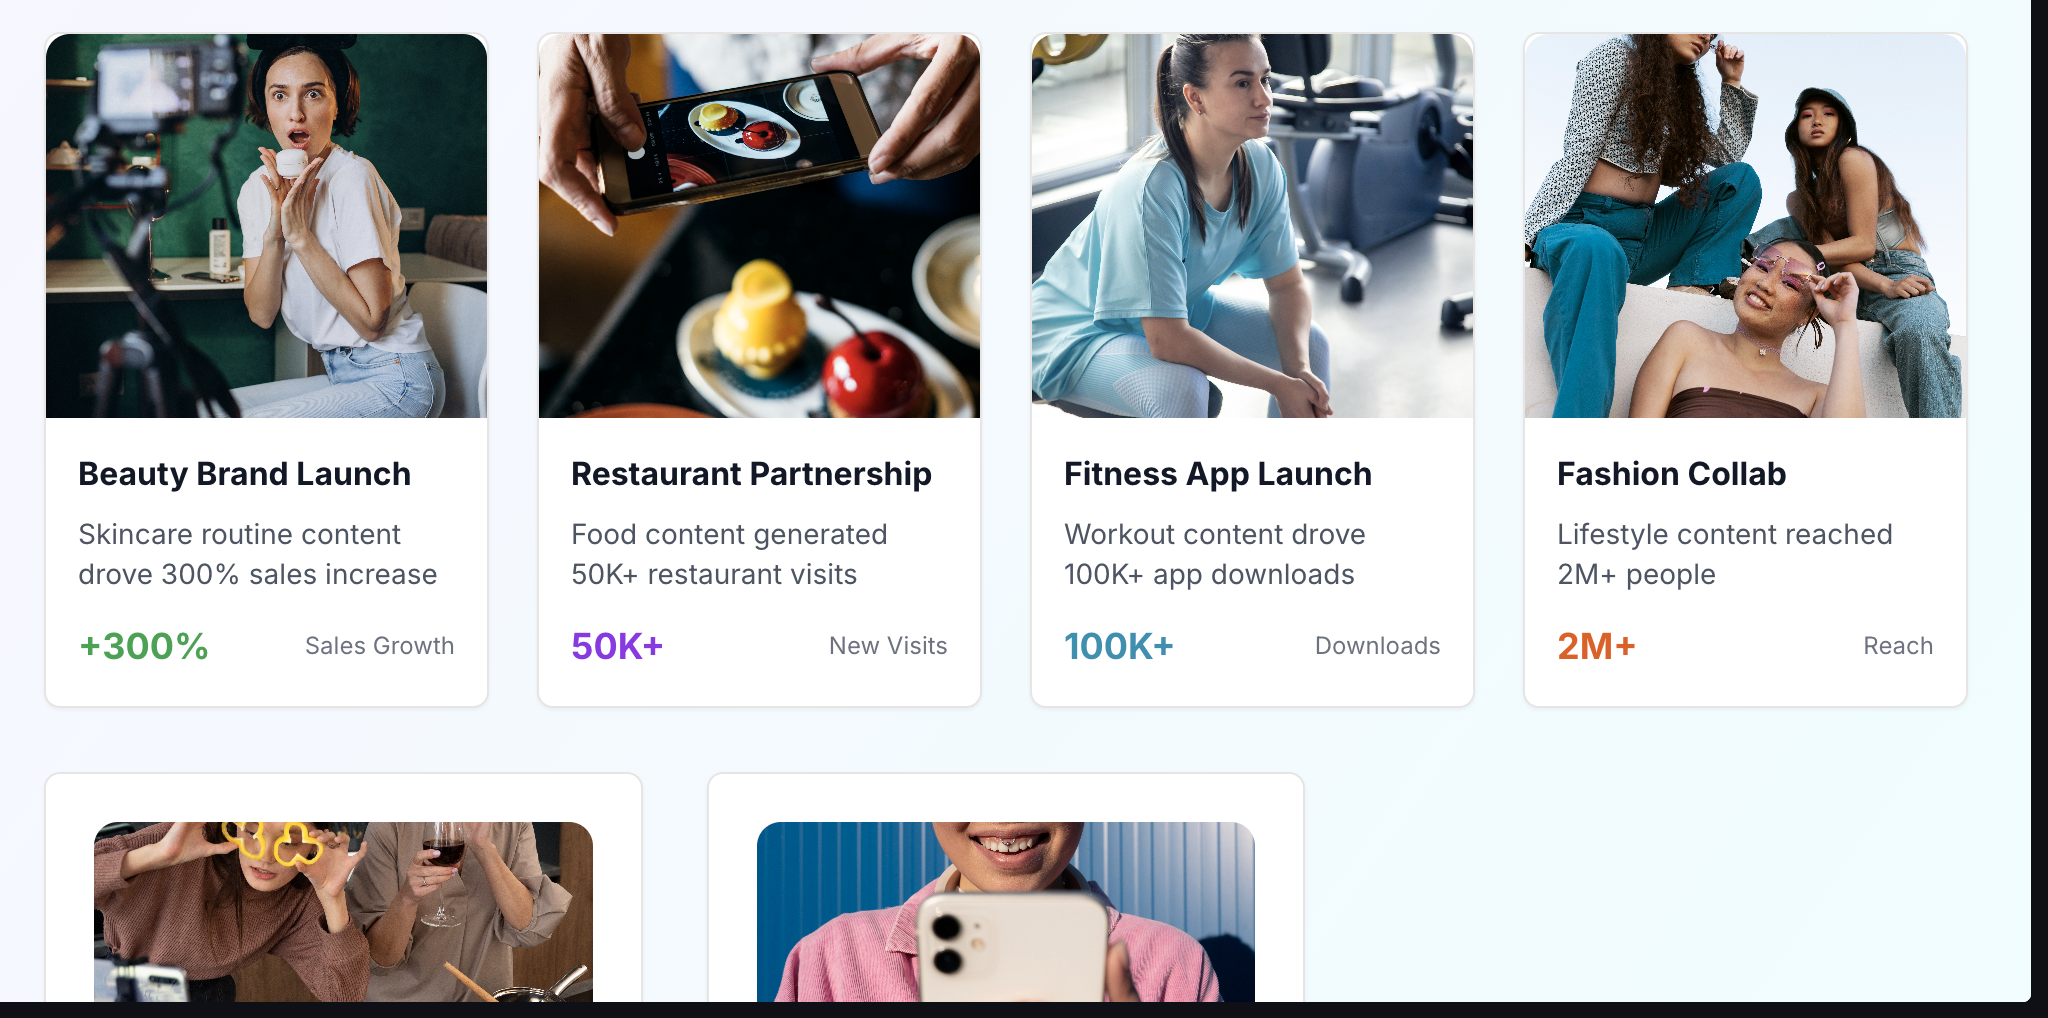 Beauty Brand Launch
Skincare routine content
drove 300% sales increase
+300%
Sales Growth
Restaurant Partnership
Food content generated
50K+ restaurant visits
50K+
New Visits
Fitness App Launch
Workout content drove
100K+ app downloads
100K+
Downloads
Fashion Collab
Lifestyle content reached
2M+ people
2M+
Reach